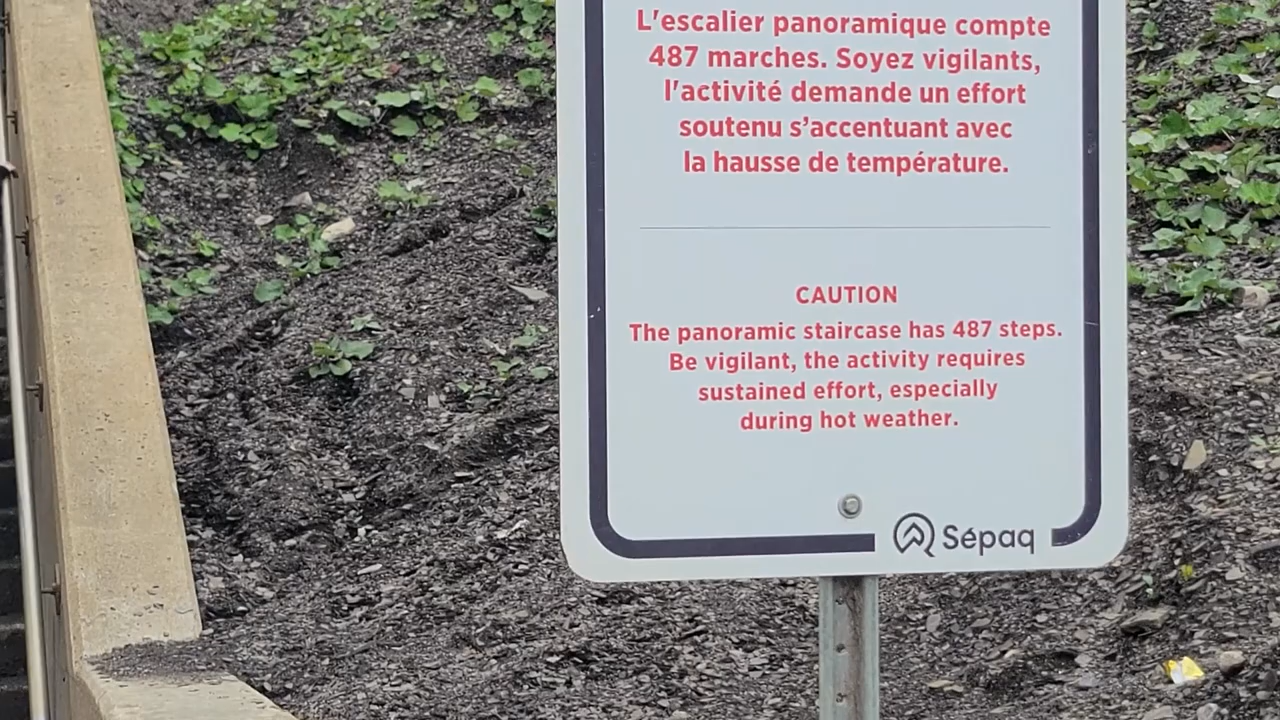 L'escalier panoramique compte
487 marches. Soyez vigilants,
l'activité demande un effort
soutenu s’accentuant avec
la hausse de température.
CAUTION
The panoramic staircase has 487 steps.
Be vigilant, the activity requires
sustained effort, especially
during hot weather.
Sépaq